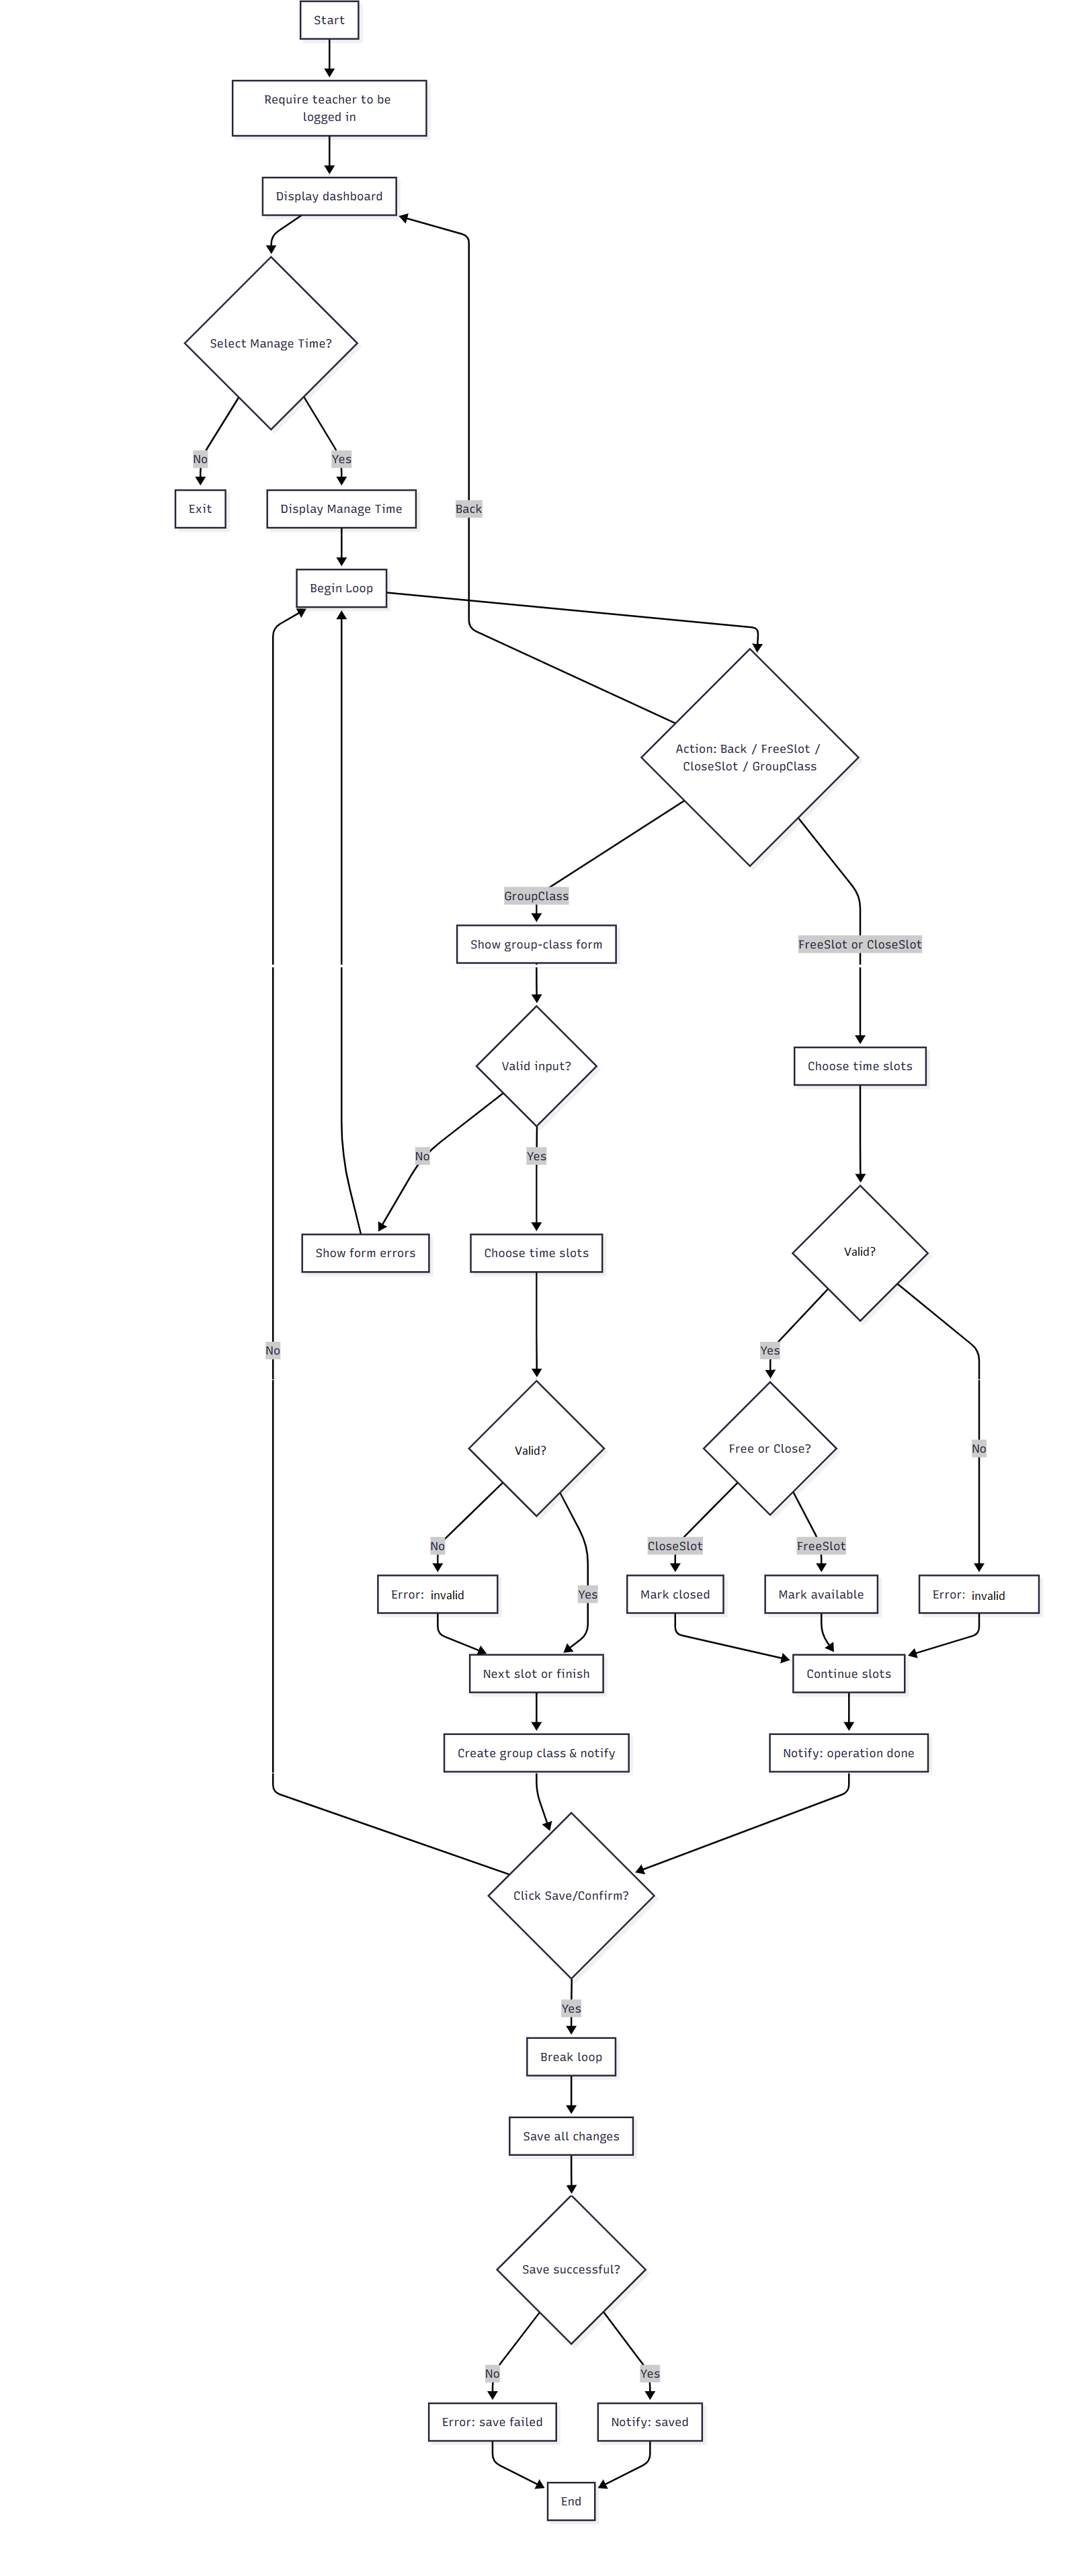 Start
Require teacher to be
logged in
Display dashboard
Select Manage Time?
No
Yes
Exit
Display Manage Time
Back
Begin Loop
Action: Back / FreeSlot /
CloseSlot / GroupClass
GroupClass
Show group-class form
FreeSlot or CloseSlot
Valid input?
Choose time slots
No
Yes
Show form errors
Choose time slots
Valid?
No
Yes
Valid?
Free or Close?
No
No
CloseSlot
FreeSlot
Error: invalid
Yes
Mark closed
Mark available
Error: invalid
Next slot or finish
Continue slots
Create group class & notify
Notify: operation done
Click Save/Confirm?
Yes
Break loop
Save all changes
Save successful?
No
Yes
Error: save failed
Notify: saved
End